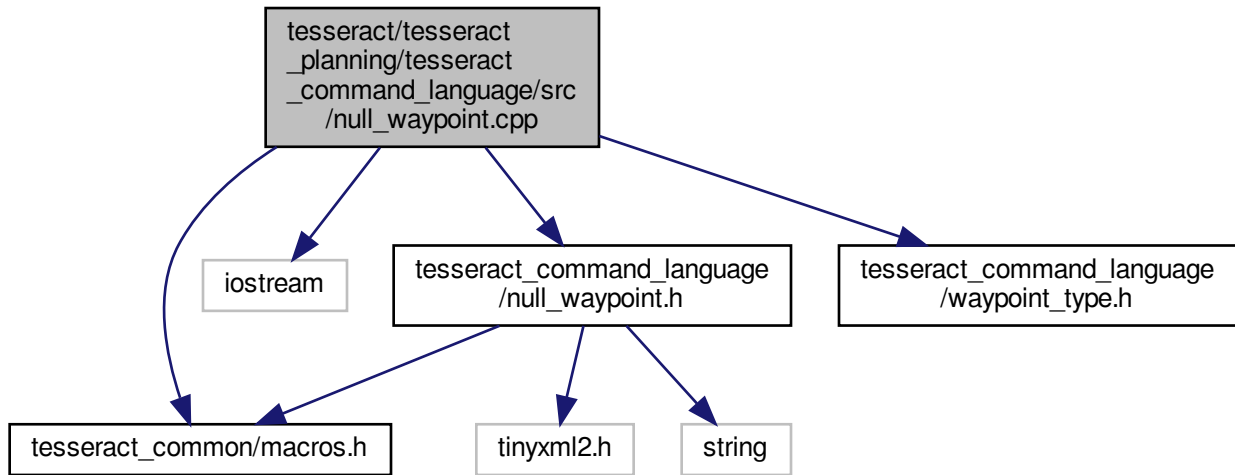 tesseract/tesseract
_planning/tesseract
_command_language/src
/null_waypoint.cpp
iostream
tesseract_command_language
/null_waypoint.h
tesseract_command_language
/waypoint_type.h
tesseract_common/macros.h
tinyxml2.h
string